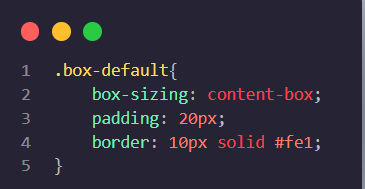 1 .box-default{
2 box-sizing: content-box;
3 padding: 20px;
4 border: 10px solid #fe1;
5 }